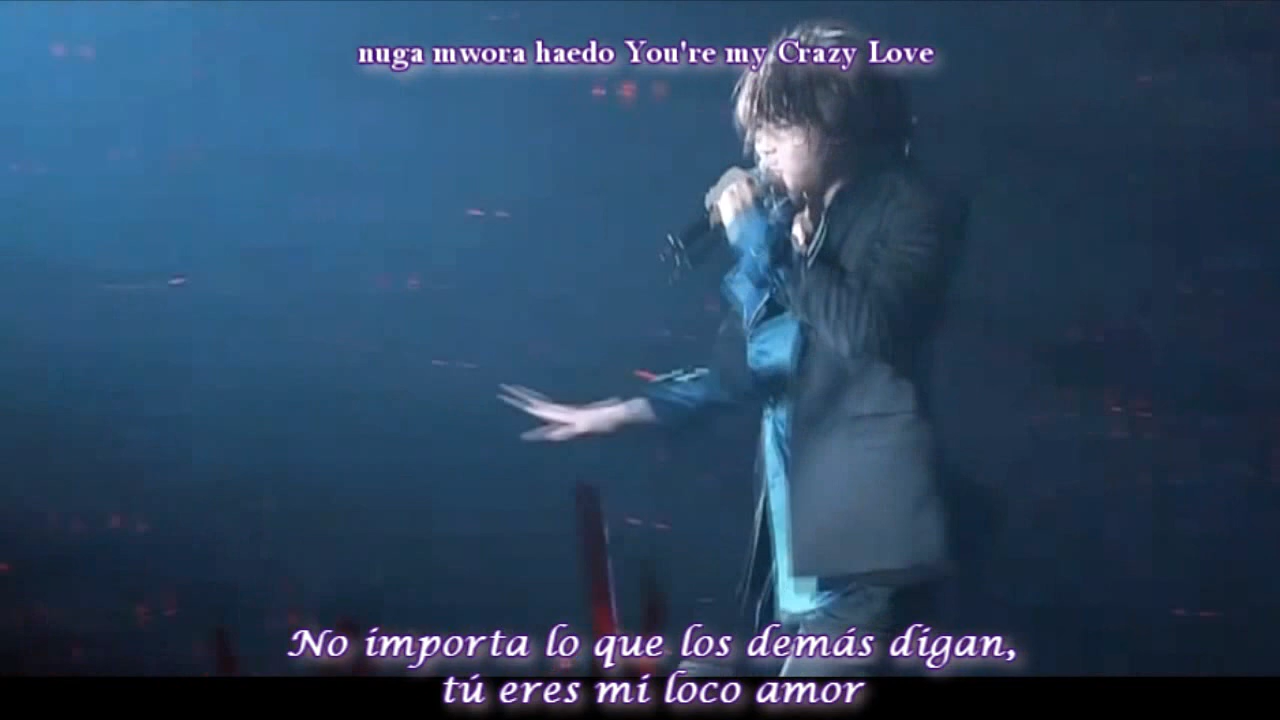 nuga mwora haedo You're my Crazy Love
No importa lo que los demás digan,
tú eres mi loco amor